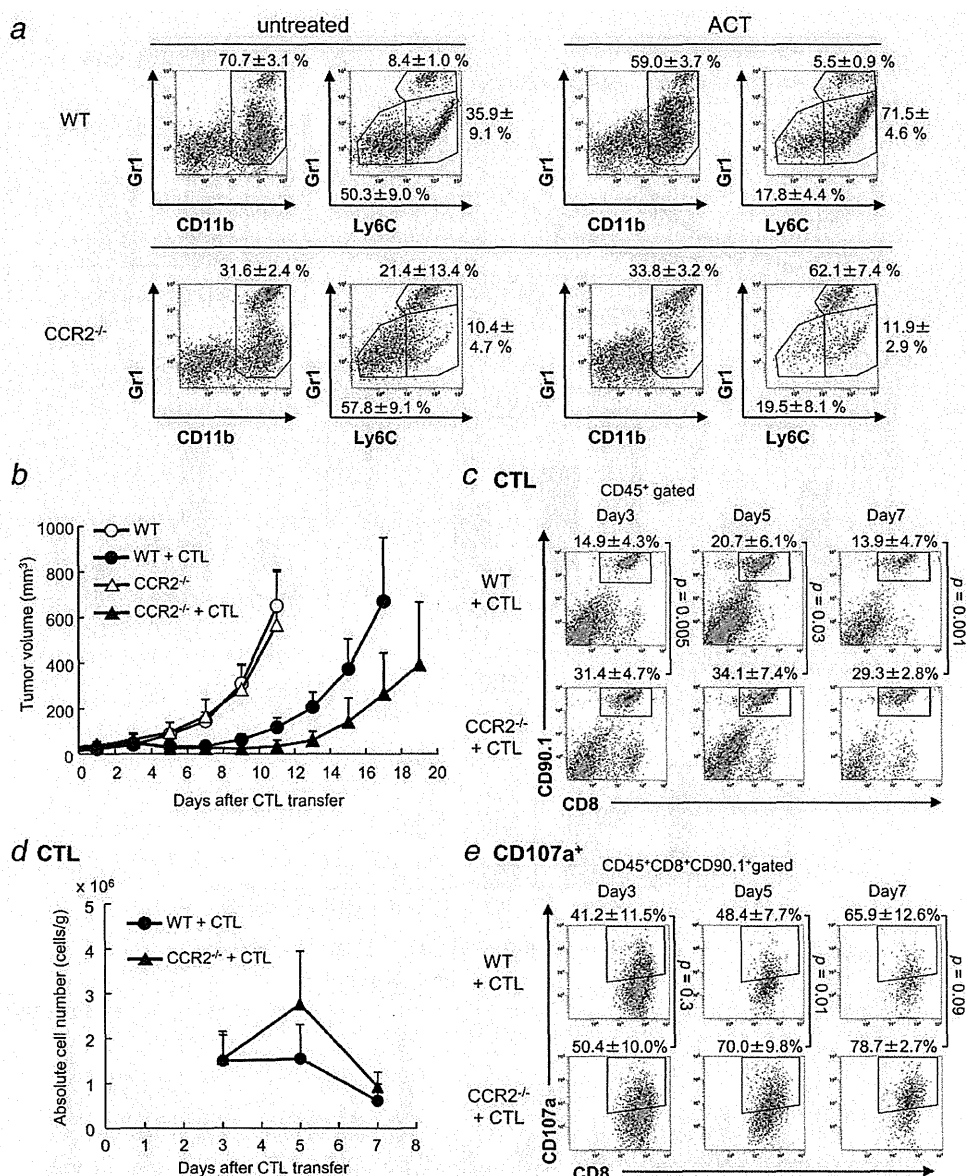 a
untreated
ACT
70.7±3.1 %
8.4±1.0 %
59.0±3.7 %
5.5±0.9 %
WT
Gr1
Gr1
35.9±
9.1 %
Gr1
Gr1
71.5±
4.6 %
50.3±9.0 %
17.8±4.4 %
CD11b
Ly6C
CD11b
Ly6C
31.6±2.4 %
21.4±13.4 %
33.8±3.2 %
62.1±7.4 %
CCR2-/-
Gr1
Gr1
10.4±
4.7 %
Gr1
Gr1
11.9±
2.9 %
57.8±9.1 %
19.5±8.1 %
CD11b
Ly6C
CD11b
Ly6C
b
Tumor volume (mm³)
1000
800
600
400
200
0
WT
WT + CTL
CCR2-/-
CCR2-/- + CTL
0 2 4 6 8 10 12 14 16 18 20
Days after CTL transfer
c CTL
CD45+ gated
Day3 Day5 Day7
14.9±4.3% 20.7±6.1% 13.9±4.7%
WT
+ CTL
p = 0.005
p = 0.03
p = 0.001
31.4±4.7% 34.1±7.4% 29.3±2.8%
CCR2-/-
+ CTL
CD90.1
CD8
d CTL
x 10⁶
Absolute cell number (cells/g)
5
4
3
2
1
0
WT + CTL
CCR2-/- + CTL
0 1 2 3 4 5 6 7 8
Days after CTL transfer
e CD107a+
CD45+CD8+CD90.1+gated
Day3 Day5 Day7
41.2±11.5% 48.4±7.7% 65.9±12.6%
WT
+ CTL
p = 0.3
p = 0.01
p = 0.09
50.4±10.0% 70.0±9.8% 78.7±2.7%
CCR2-/-
+ CTL
CD107a
CD8